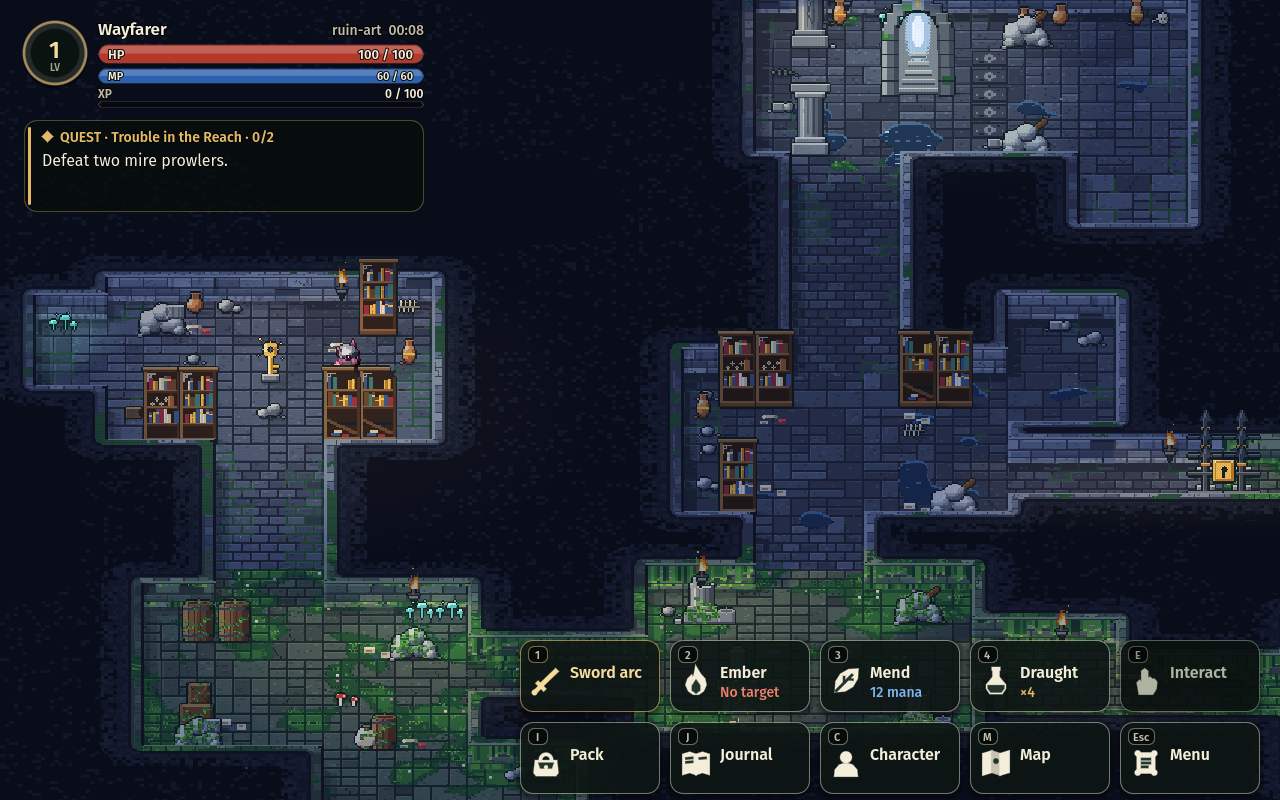 1
LV
Wayfarer
ruin-art 00:08
HP 100 / 100
MP 60 / 60
XP 0 / 100
◆ QUEST · Trouble in the Reach · 0/2
Defeat two mire prowlers.
1 Sword arc
2 Ember
No target
3 Mend
12 mana
4 Draught
×4
E Interact
I Pack
J Journal
C Character
M Map
Esc Menu